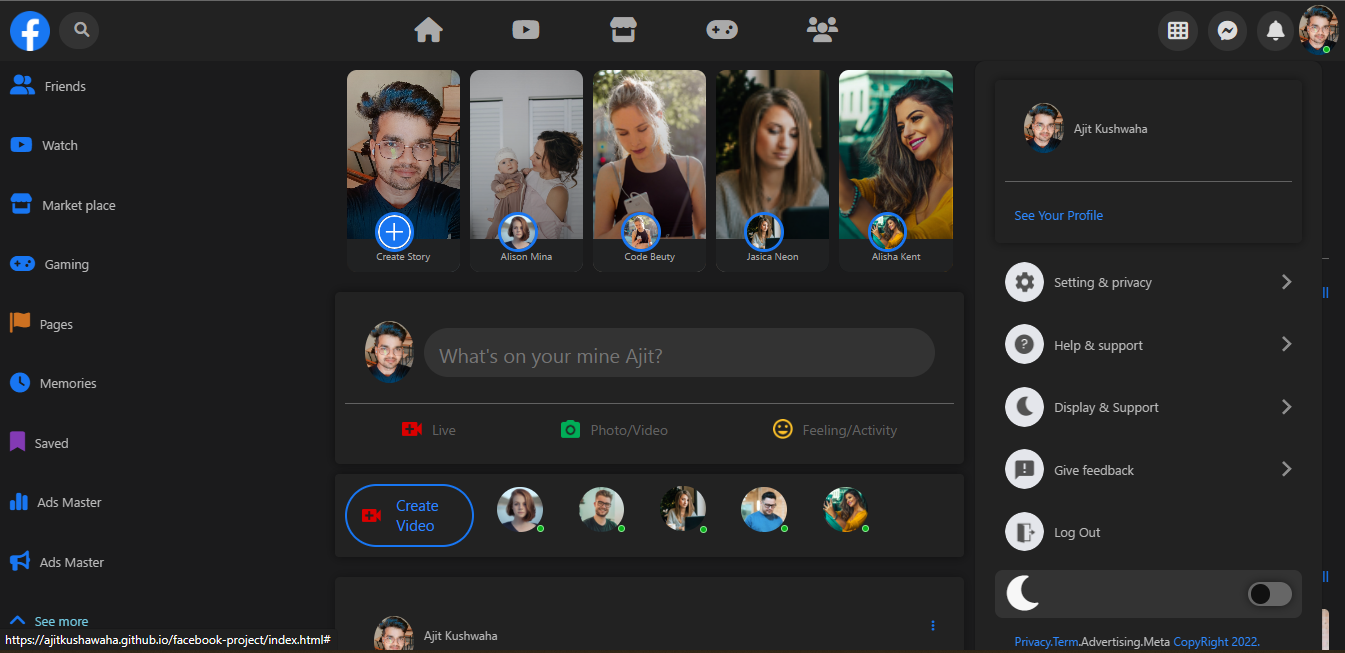 Friends
Watch
Market place
Gaming
Pages
Memories
Saved
Ads Master
Ads Master
See more
https://ajitkushawaha.github.io/facebook-project/index.html#
Create Story
Alison Mina
Code Beuty
Jasica Neon
Alisha Kent
What's on your mine Ajit?
Live
Photo/Video
Feeling/Activity
Create
Video
Ajit Kushwaha
Ajit Kushwaha
See Your Profile
Setting & privacy
Help & support
Display & Support
Give feedback
Log Out
Privacy.Term.Advertising.Meta CopyRight 2022.